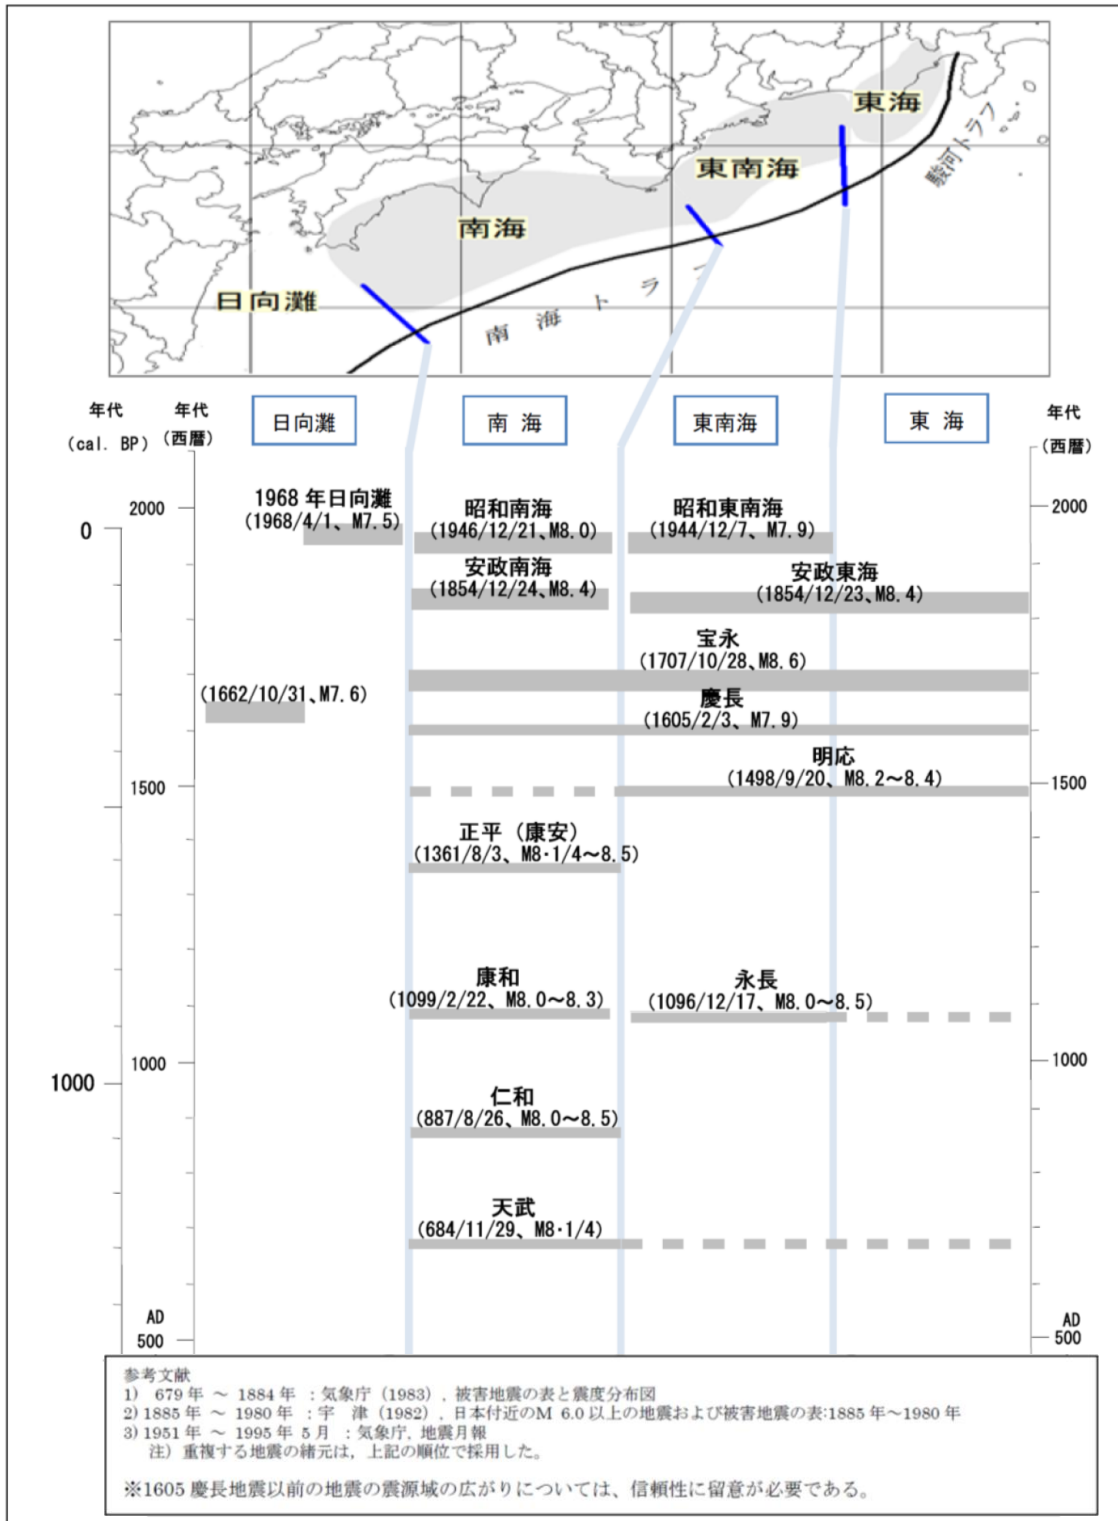 東海
東南海
南海
日向灘
駿河トラフ
南海トラフ
年代
(cal. BP)
年代
(西暦)
日向灘
南 海
東南海
東 海
年代
(西暦)
2000
1500
1000
AD
500
0
1000
2000
1500
1000
AD
500
1968 年日向灘
(1968/4/1、M7.5)
昭和南海
(1946/12/21、M8.0)
昭和東南海
(1944/12/7、M7.9)
安政南海
(1854/12/24、M8.4)
安政東海
(1854/12/23、M8.4)
宝永
(1707/10/28、M8.6)
(1662/10/31、M7.6)
慶長
(1605/2/3、M7.9)
明応
(1498/9/20、M8.2～8.4)
正平（康安）
(1361/8/3、M8·1/4～8.5)
康和
(1099/2/22、M8.0～8.3)
永長
(1096/12/17、M8.0～8.5)
仁和
(887/8/26、M8.0～8.5)
天武
(684/11/29、M8·1/4)
参考文献
1) 679 年 ～ 1884 年 ：気象庁（1983）, 被害地震の表と震度分布図
2) 1885 年 ～ 1980 年 ：宇 津（1982）, 日本付近のM 6.0 以上の地震および被害地震の表:1885 年～1980 年
3) 1951 年 ～ 1995 年 5 月 ：気象庁, 地震月報
注）重複する地震の緒元は，上記の順位で採用した。
※1605 慶長地震以前の地震の震源域の広がりについては、信頼性に留意が必要である。